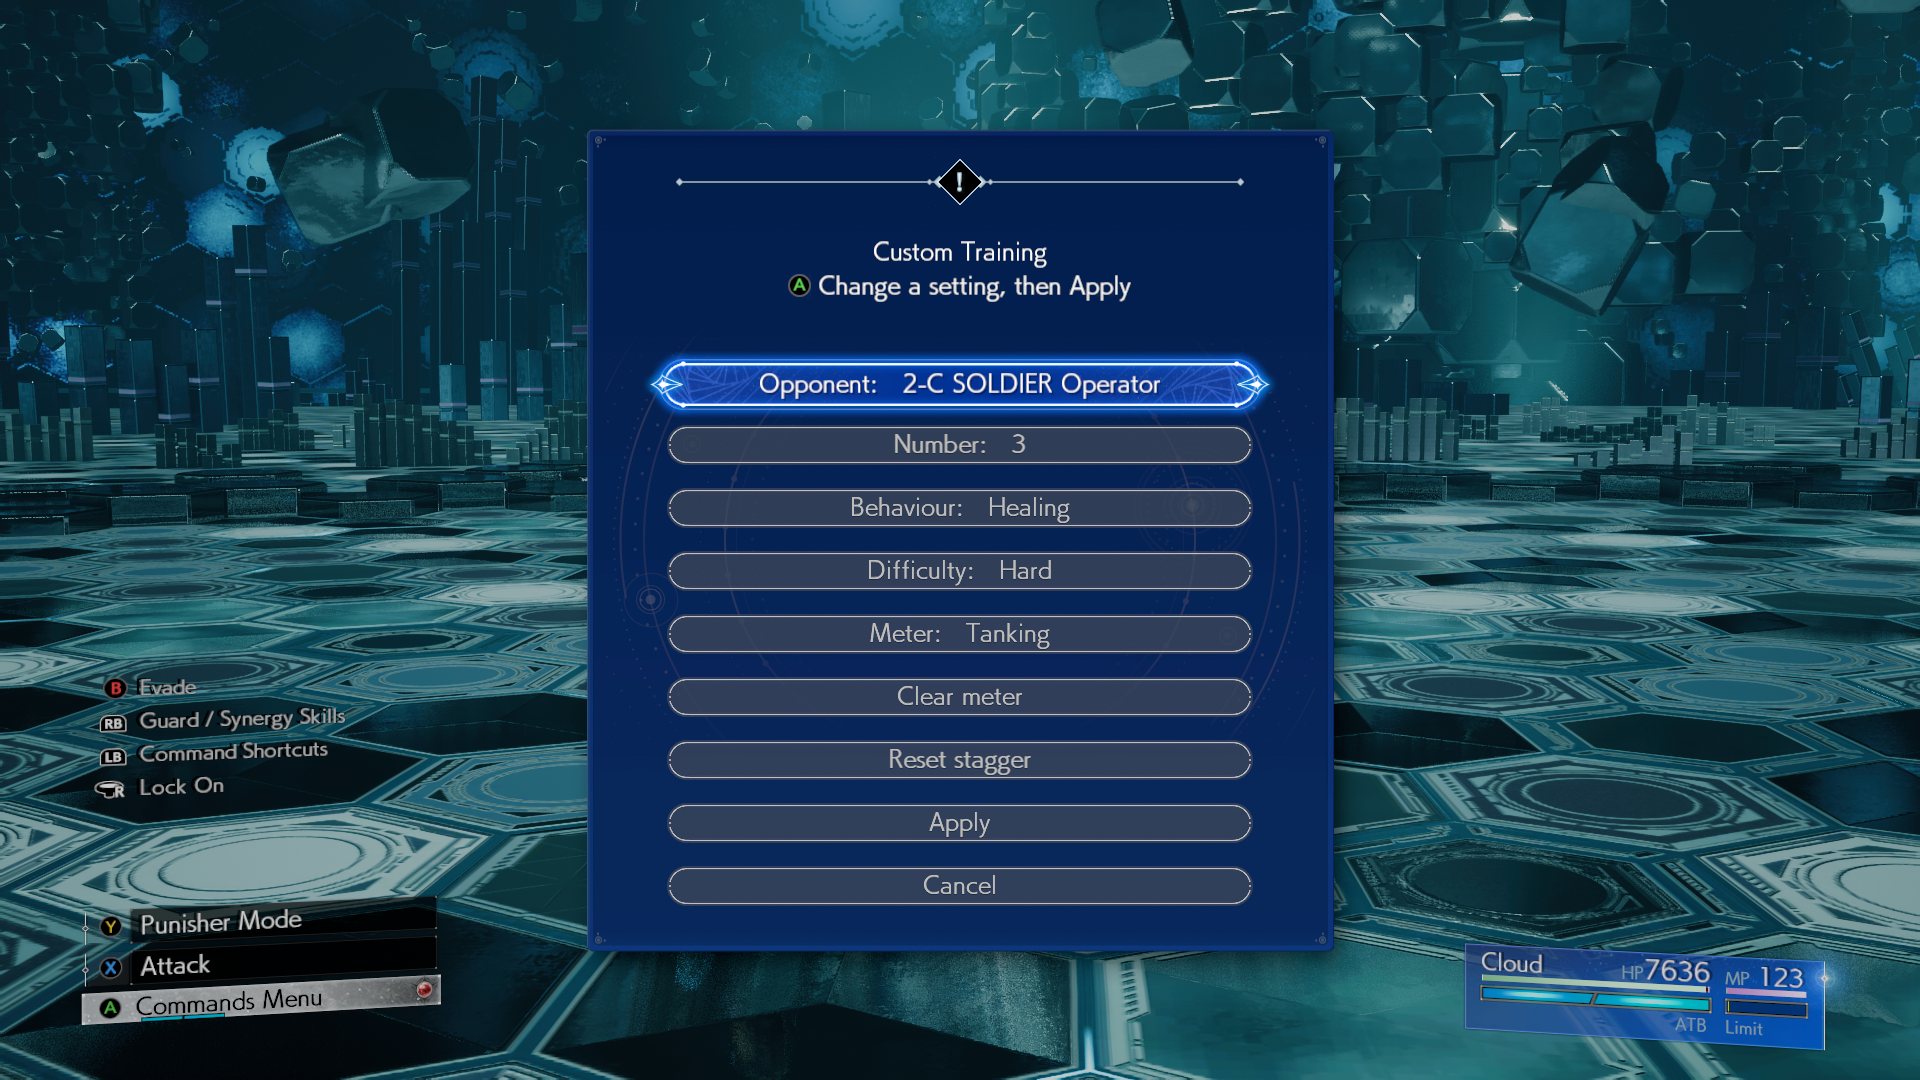 !
Custom Training
A Change a setting, then Apply
Opponent: 2-C SOLDIER Operator
Number: 3
Behaviour: Healing
Difficulty: Hard
Meter: Tanking
Clear meter
Reset stagger
Apply
Cancel
B Evade
RB Guard / Synergy Skills
LB Command Shortcuts
R Lock On
Y Punisher Mode
X Attack
A Commands Menu
Cloud HP 7636 MP 123
ATB Limit